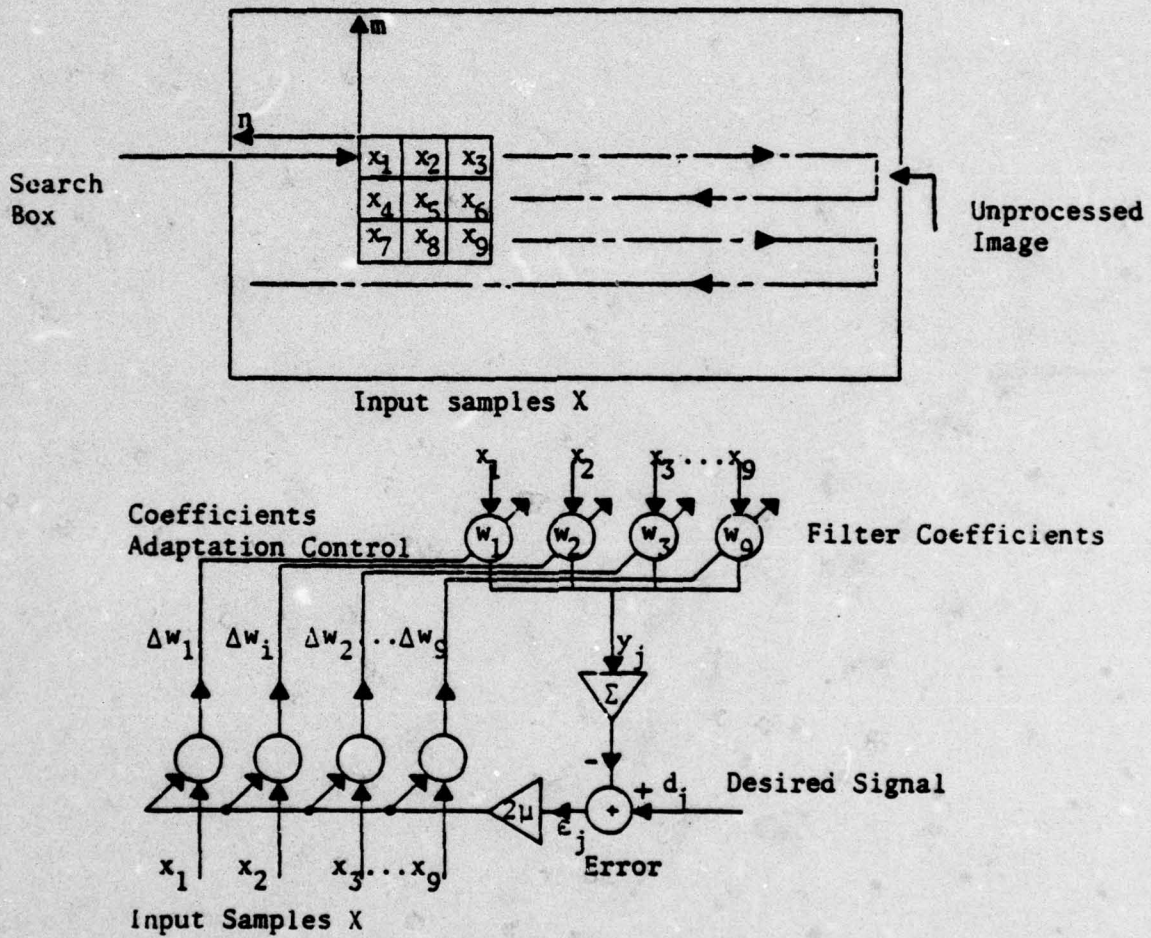 m
n
x1 x2 x3
x4 x5 x6
x7 x8 x9
Search
Box
Unprocessed
Image
Input samples X
x1 x2 x3...x9
Coefficients
Adaptation Control
w1 w2 w3 w9
Filter Coefficients
Δw1 Δwi Δw2...Δw9
yj
Σ
-
+ dj
Desired Signal
+
2μ
εj
Error
x1 x2 x3...x9
Input Samples X